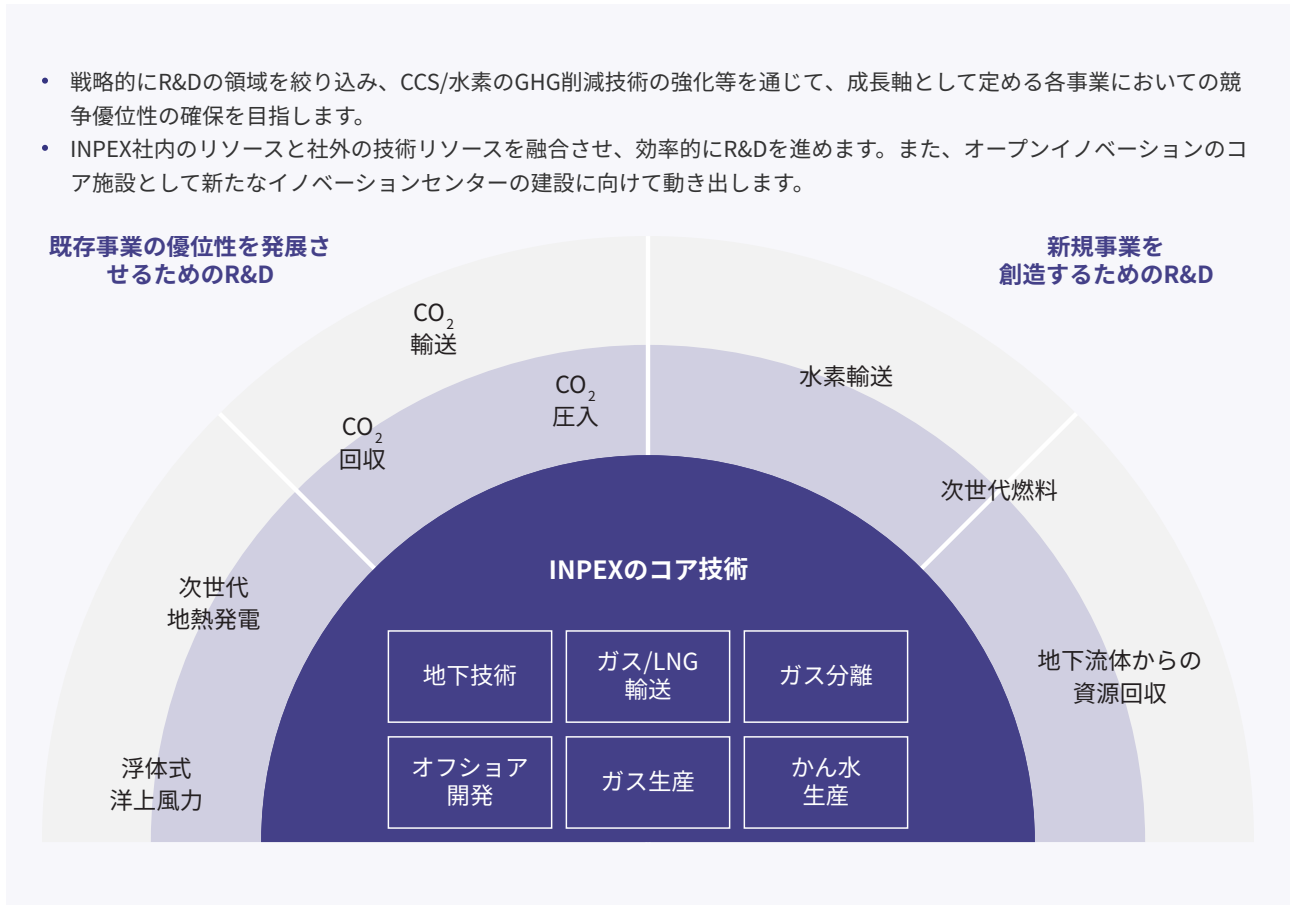 • 戦略的にR&Dの領域を絞り込み、CCS/水素のGHG削減技術の強化等を通じて、成長軸として定める各事業においての競
争優位性の確保を目指します。
• INPEX社内のリソースと社外の技術リソースを融合させ、効率的にR&Dを進めます。また、オープンイノベーションのコ
ア施設として新たなイノベーションセンターの建設に向けて動き出します。
既存事業の優位性を発展さ
せるためのR&D
新規事業を
創造するためのR&D
CO₂
輸送
CO₂
圧入
CO₂
回収
水素輸送
次世代燃料
次世代
地熱発電
地下流体からの
資源回収
浮体式
洋上風力
INPEXのコア技術
地下技術
ガス/LNG
輸送
ガス分離
オフショア
開発
ガス生産
かん水
生産